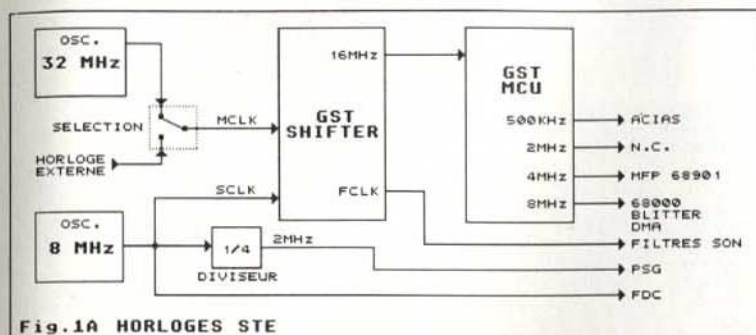 OSC.
32 MHz
SELECTION
HORLOGE
EXTERNE
MCLK
SCLK
16MHz
GST
SHIFTER
FCLK
GST
MCU
500KHz
2MHz
4MHz
8MHz
ACIAS
N.C.
MFP 68901
68000
BLITTER
DMA
FILTRES SON
PSG
FDC
OSC.
8 MHz
1/4
DIVISEUR
2MHz
Fig.1A HORLOGES STE